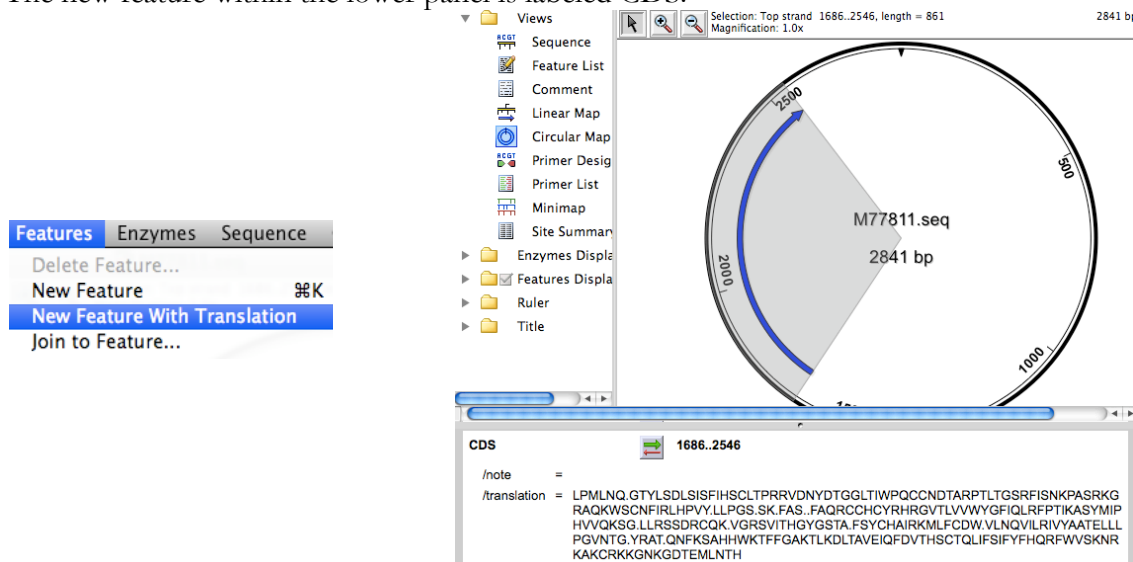 The new feature within the lower panel is labeled CDS.
Features Enzymes Sequence
Delete Feature...
New Feature ⌘K
New Feature With Translation
Join to Feature...
Views
Sequence
Feature List
Comment
Linear Map
Circular Map
Primer Desig
Primer List
Minimap
Site Summar
Enzymes Displa
Features Displa
Ruler
Title
Selection: Top strand 1686..2546, length = 861
Magnification: 1.0x
2841 bp
2500
500
M77811.seq
2841 bp
2000
1000
CDS 1686..2546
/note =
/translation = LPMLNQ.GTYLSDLSISFIHSCLTPRRVDNYDTGGLTIWPQCCNDTARPTLTGSRFISNKPASRKG
RAQKWSCNFIRLHPVY.LLPGS.SK.FAS..FAQRCCHCYRHRGVTLVVWYGFIQLRFPTIKASYMIP
HVVQKSG.LLRSSDRCQK.VGRSVITHGYGSTA.FSYCHAIRKMLFCDW.VLNQVILRIVYAATELLL
PGVNTG.YRAT.QNFKSAHHWKTFFGAKTLKDLTAVEIQFDVTHSCTQLIFSIFYFHQRFWVSKNR
KAKCRKKGNKGDTEMLNTH